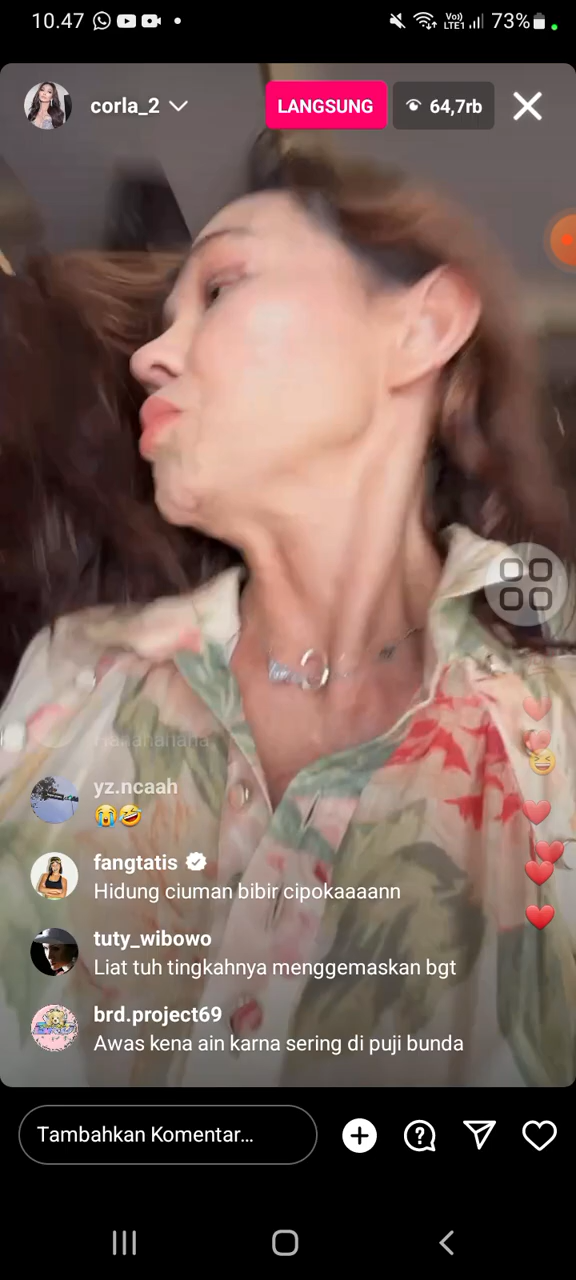 10.47
Vo)) LTE1
73%
corla_2
LANGSUNG
64,7rb
Hahahahaha
yz.ncaah
fangtatis
Hidung ciuman bibir cipokaaaann
tuty_wibowo
Liat tuh tingkahnya menggemaskan bgt
brd.project69
Awas kena ain karna sering di puji bunda
Tambahkan Komentar...